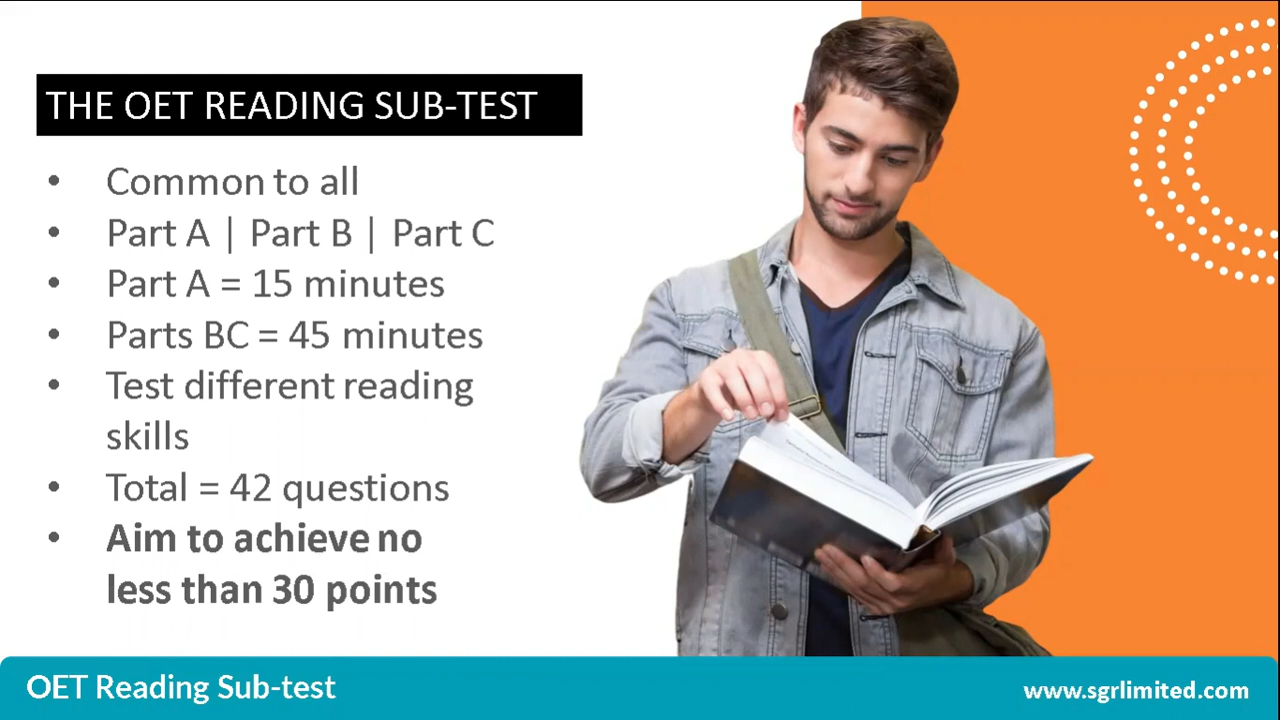 THE OET READING SUB-TEST
• Common to all
• Part A | Part B | Part C
• Part A = 15 minutes
• Parts BC = 45 minutes
• Test different reading
skills
• Total = 42 questions
• Aim to achieve no
less than 30 points
OET Reading Sub-test
www.sgrlimited.com